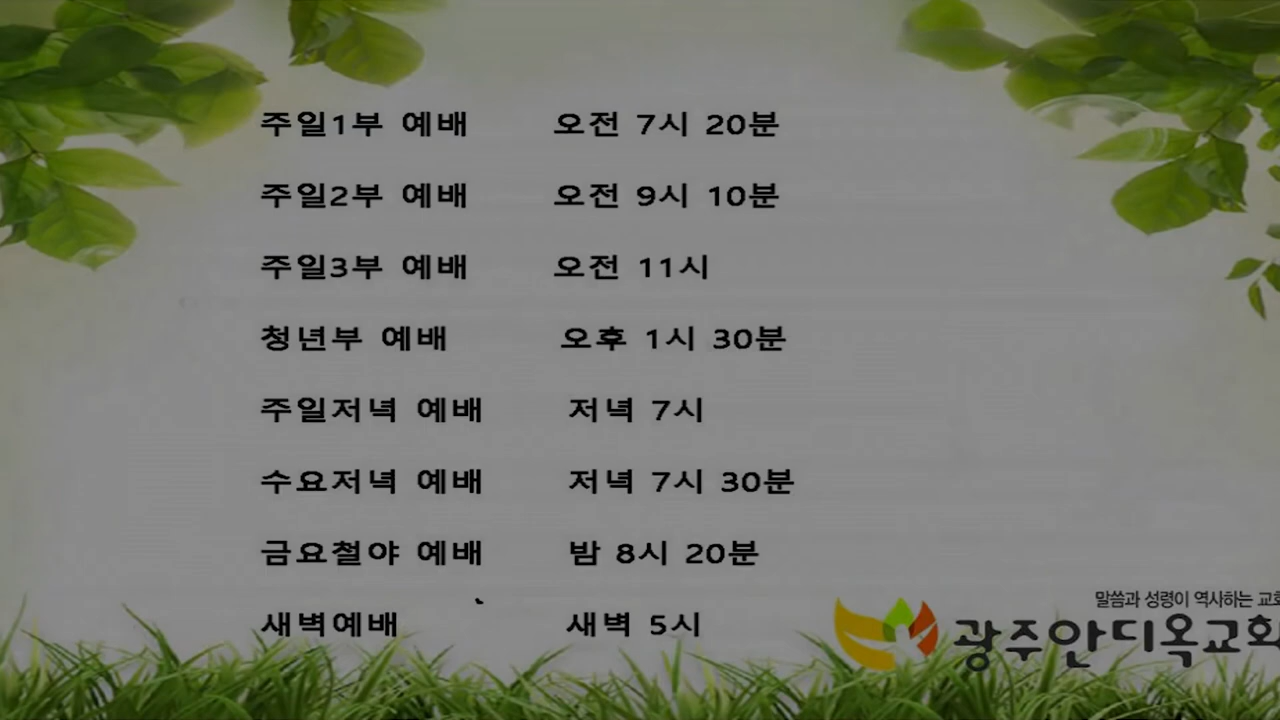 주일1부 예배 오전 7시 20분
주일2부 예배 오전 9시 10분
주일3부 예배 오전 11시
청년부 예배 오후 1시 30분
주일저녁 예배 저녁 7시
수요저녁 예배 저녁 7시 30분
금요철야 예배 밤 8시 20분
새벽예배 새벽 5시
말씀과 성령이 역사하는 교회
광주안디옥교회